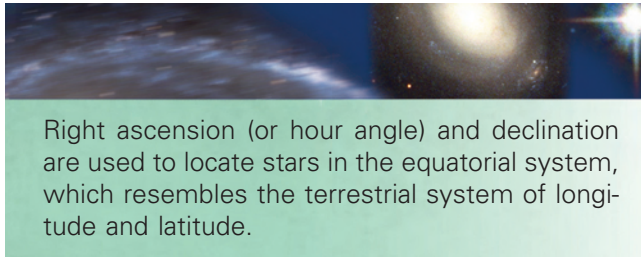 Right ascension (or hour angle) and declination
are used to locate stars in the equatorial system,
which resembles the terrestrial system of longi-
tude and latitude.